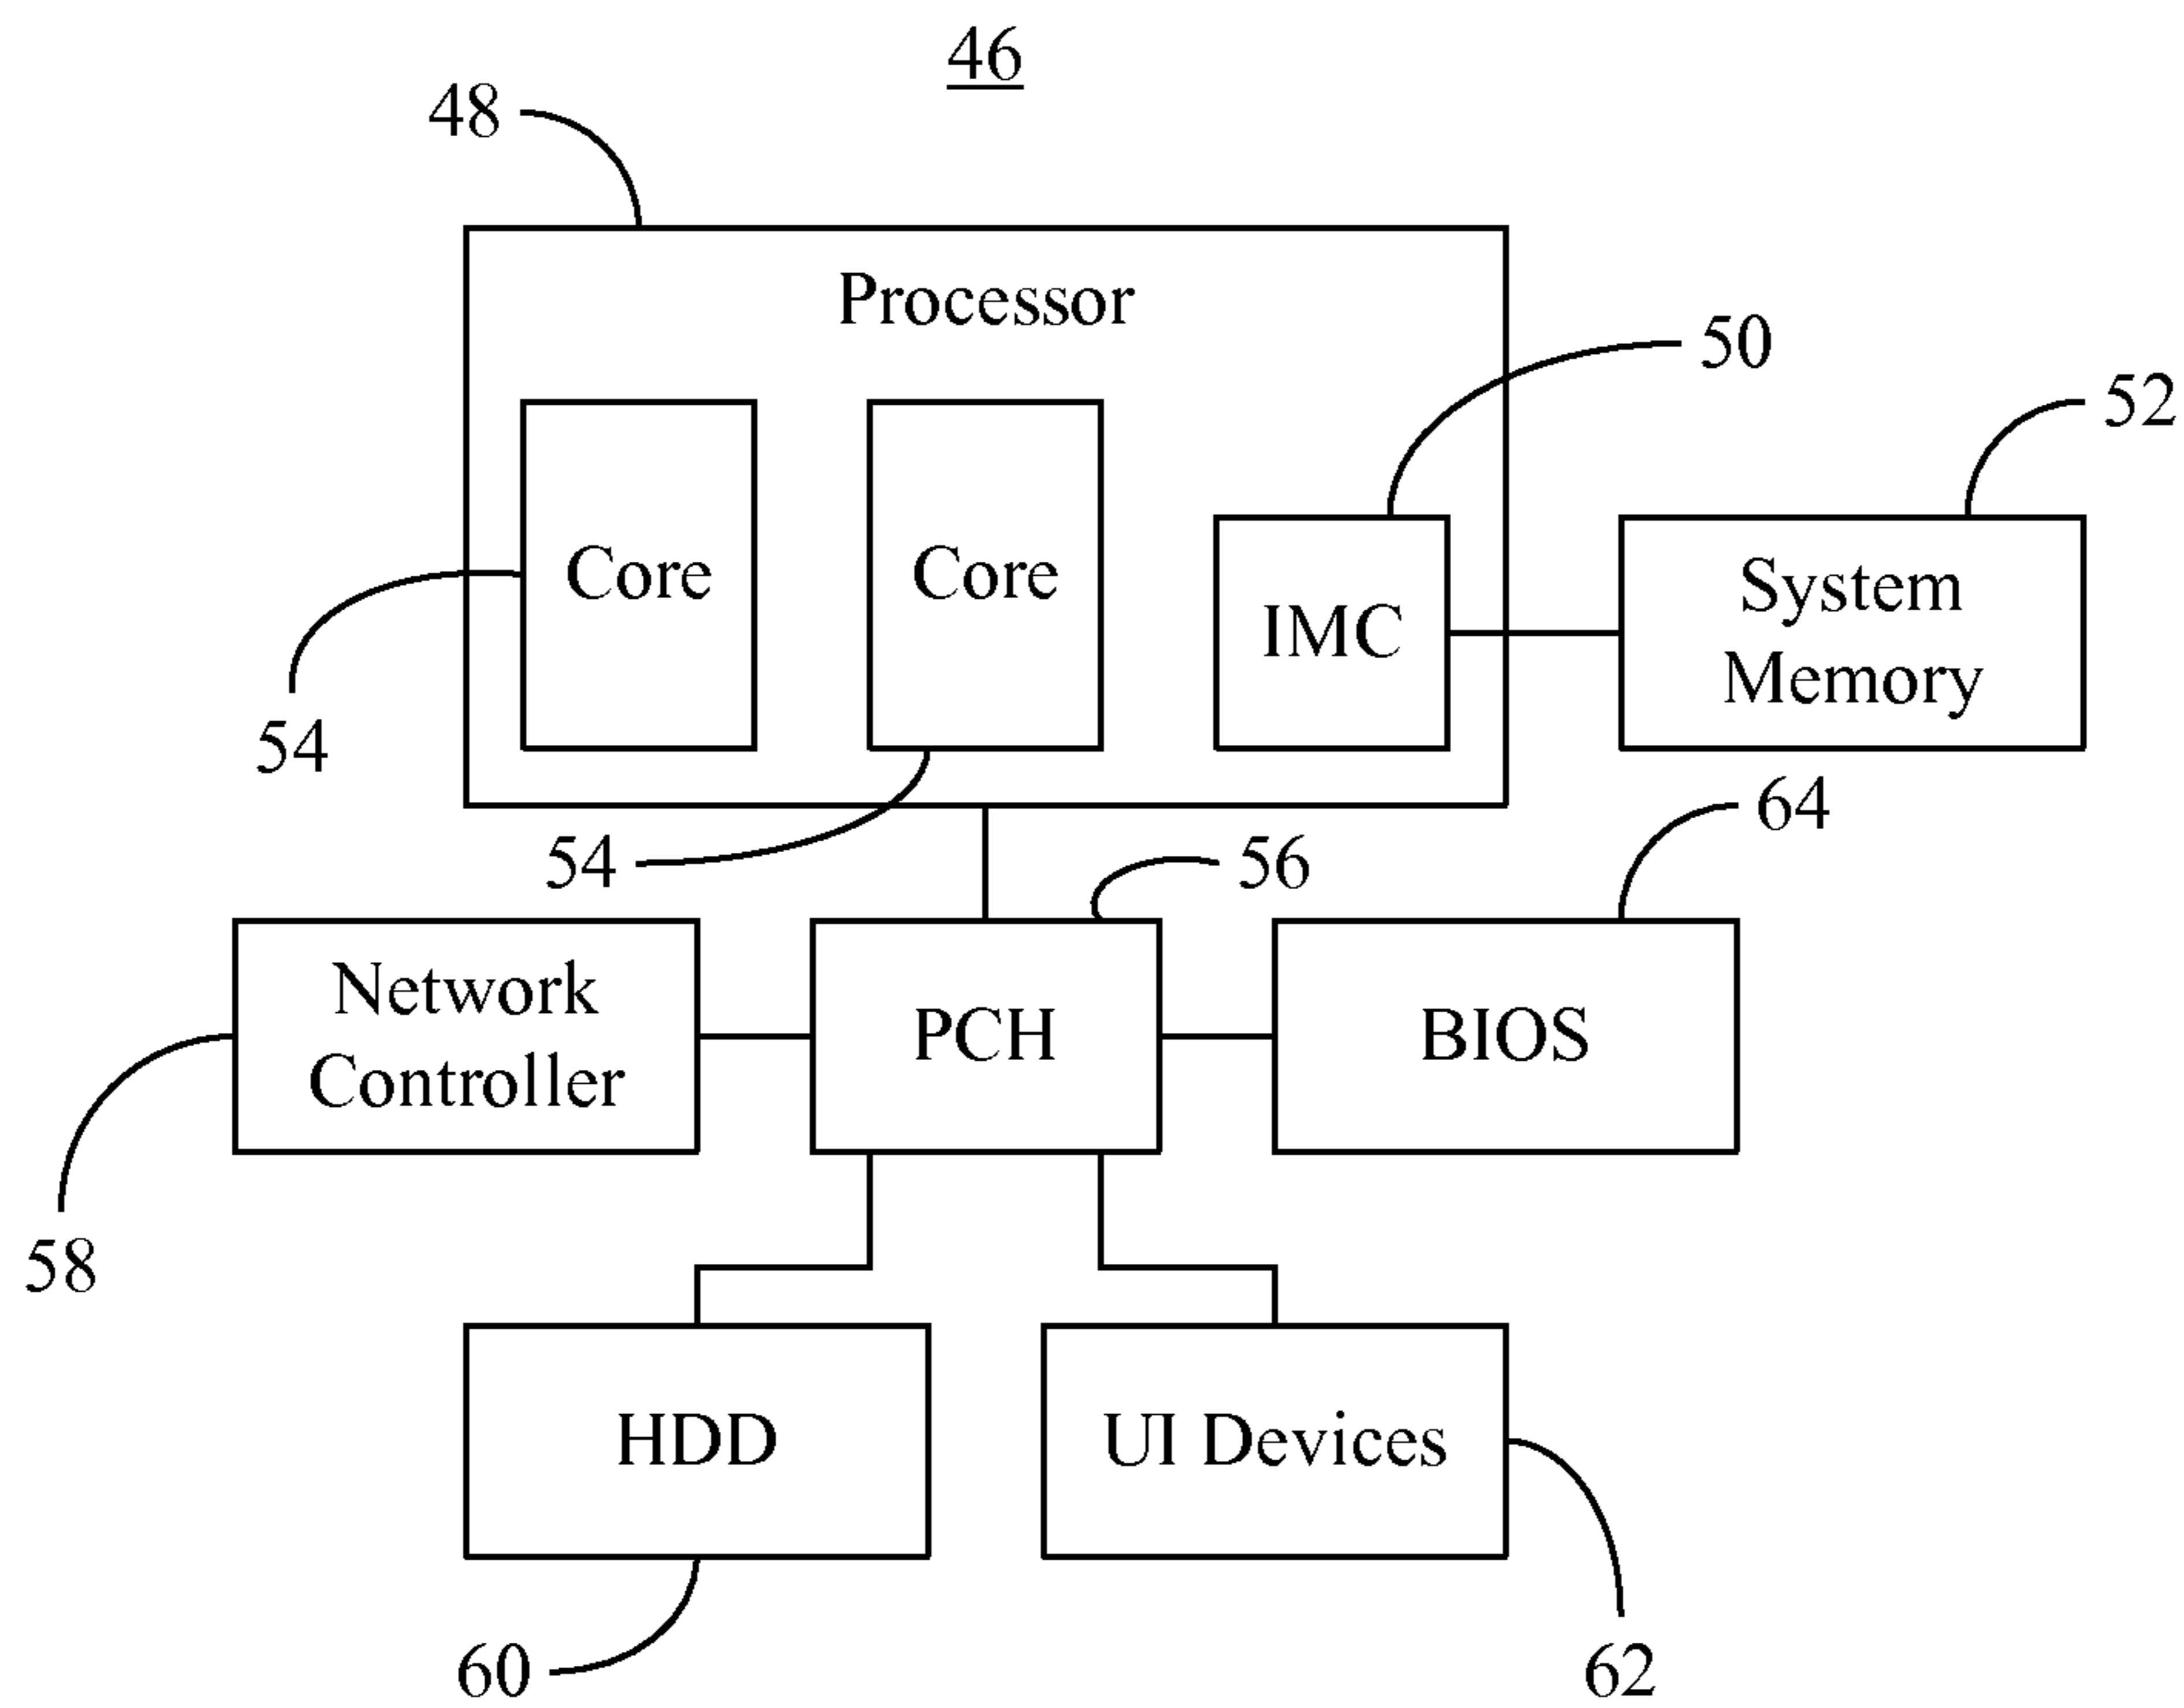 46
48
Processor
50
52
Core
Core
IMC
System
Memory
54
54
56
64
Network
Controller
PCH
BIOS
58
HDD
UI Devices
60
62